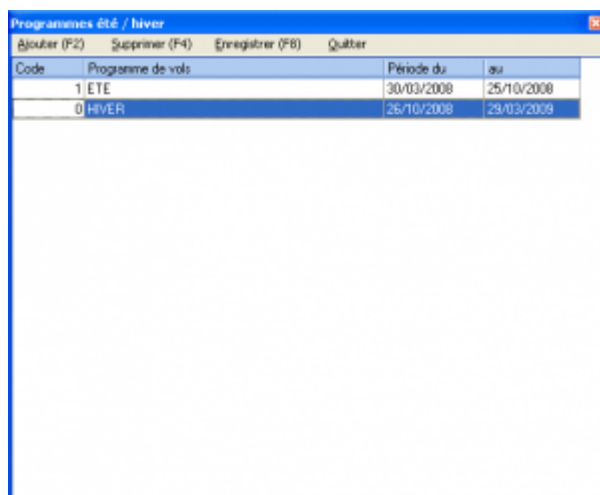 Programmes été / hiver
Ajouter (F2) Supprimer (F4) Enregistrer (F8) Quitter
Code Programme de vols Période du au
1 ETE 30/03/2008 25/10/2008
0 HIVER 26/10/2008 29/03/2009